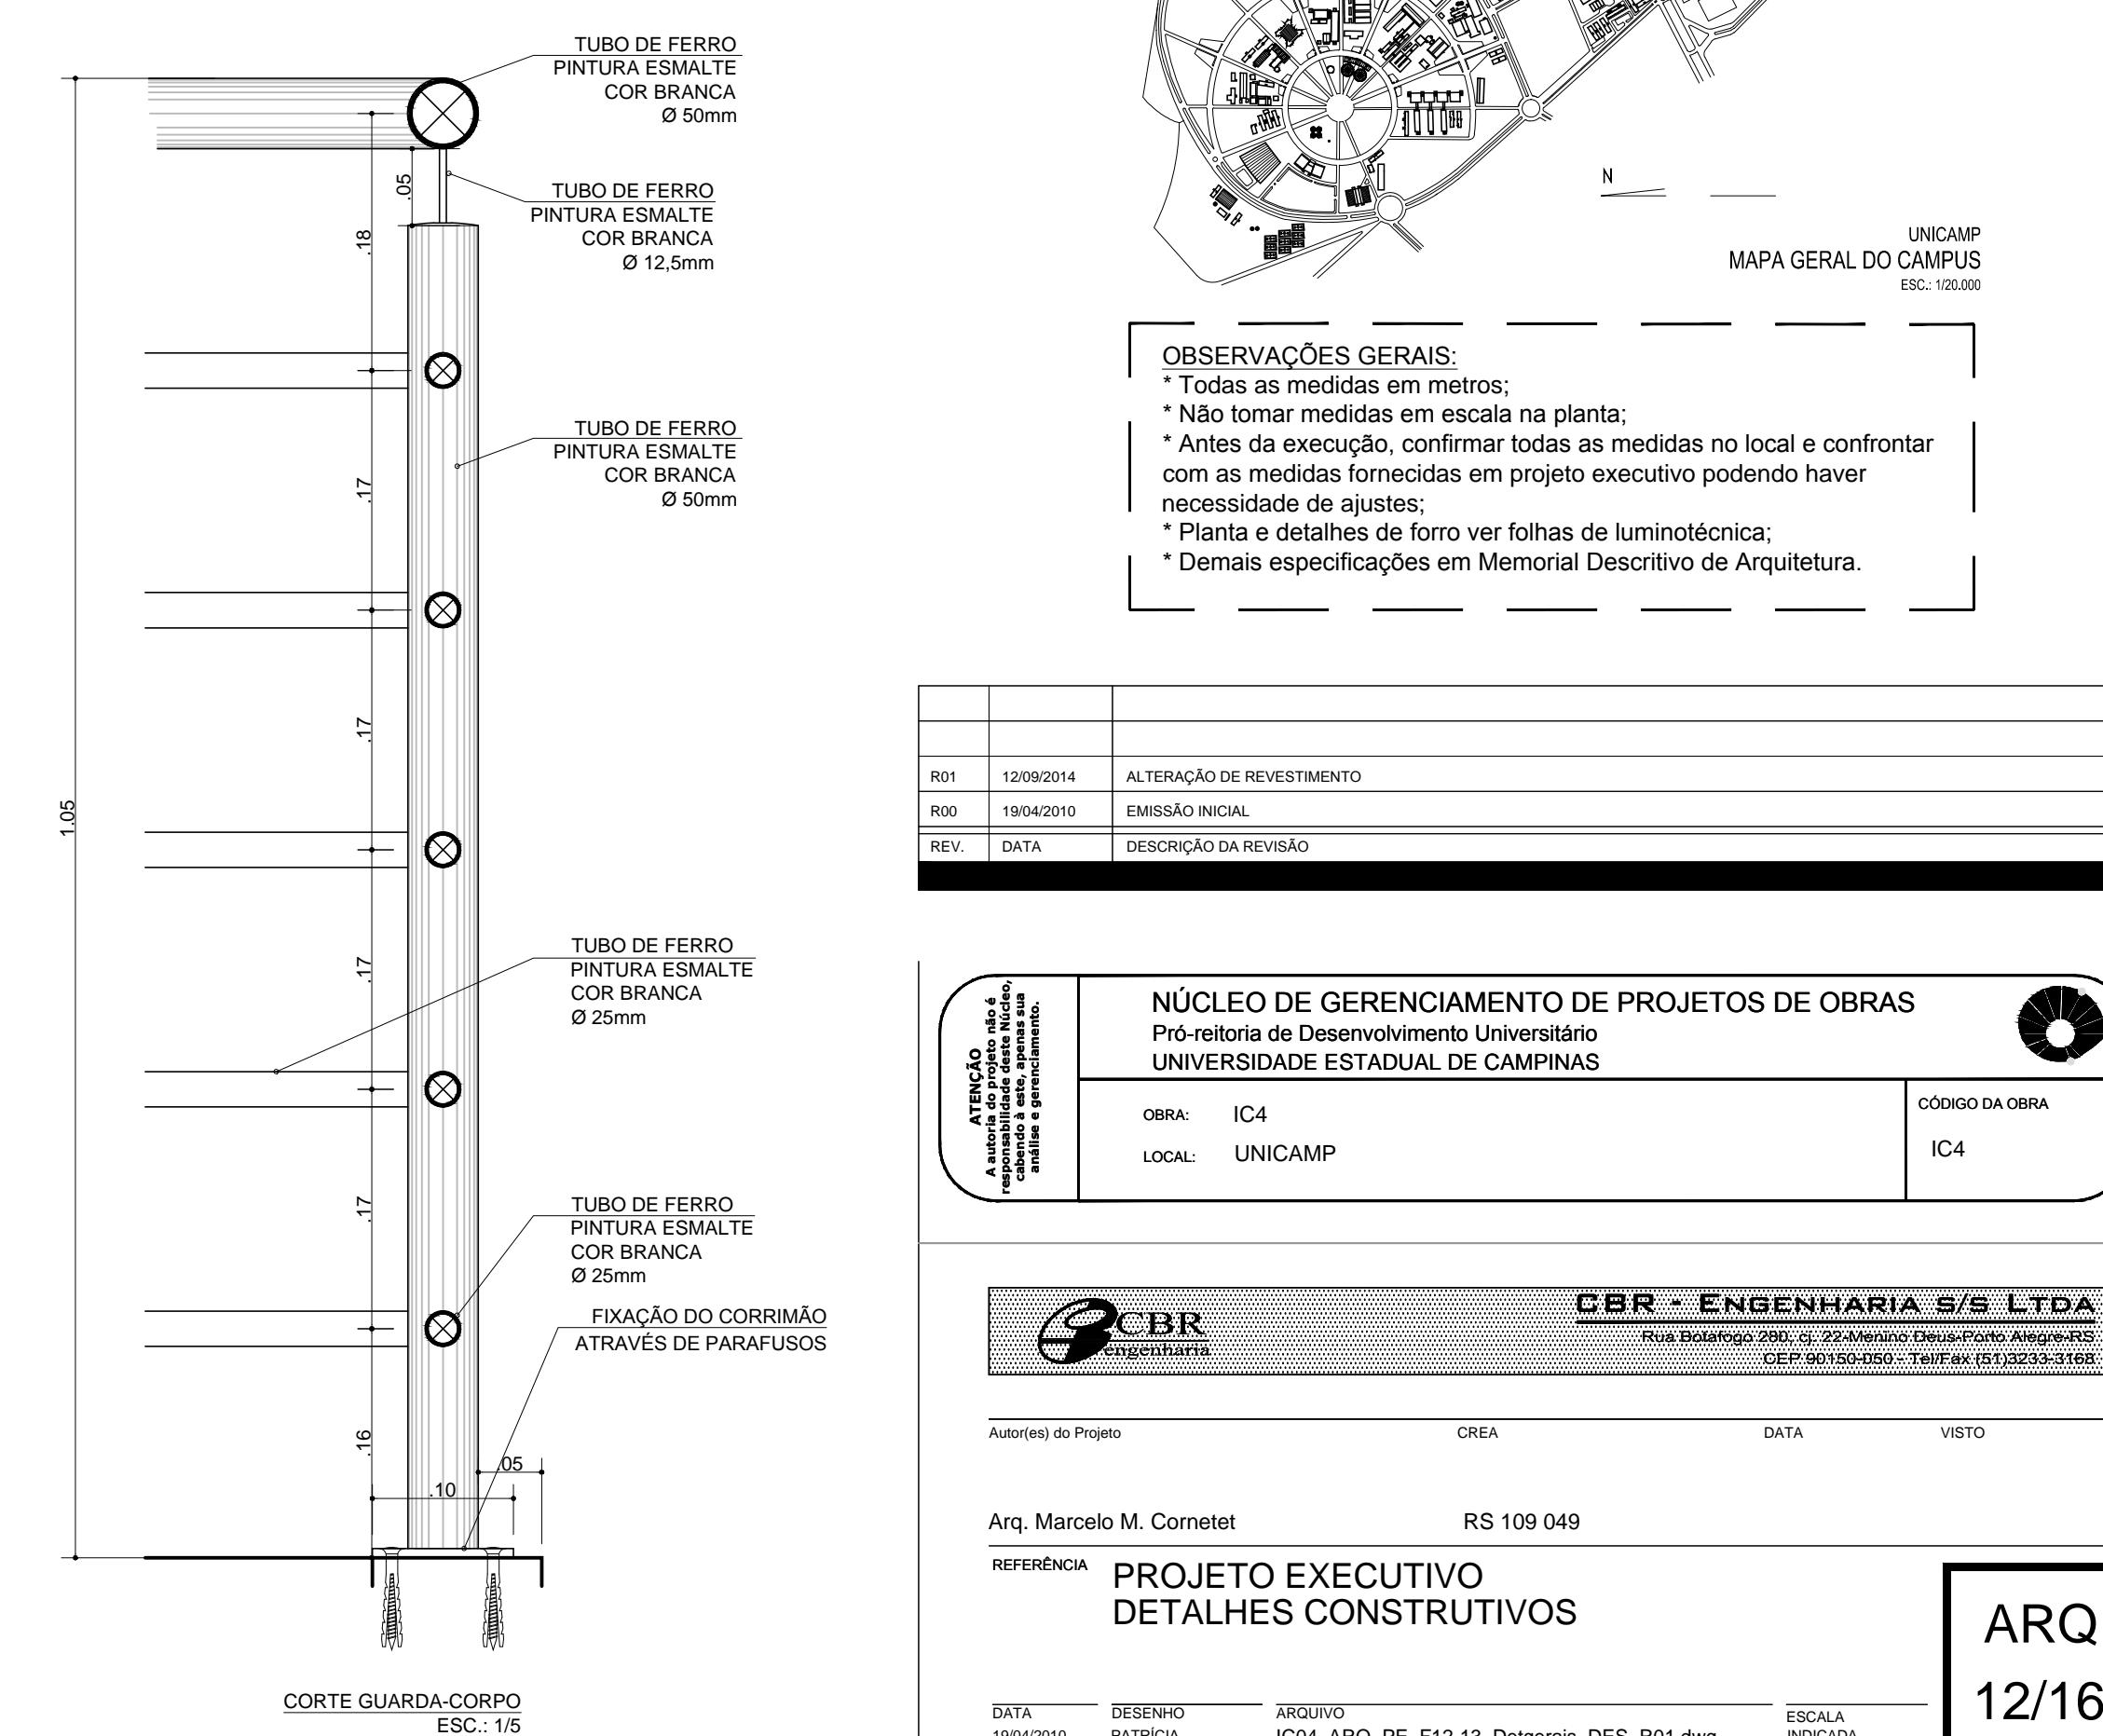 TUBO DE FERRO
PINTURA ESMALTE
COR BRANCA
Ø 50mm
TUBO DE FERRO
PINTURA ESMALTE
COR BRANCA
Ø 12,5mm
TUBO DE FERRO
PINTURA ESMALTE
COR BRANCA
Ø 50mm
TUBO DE FERRO
PINTURA ESMALTE
COR BRANCA
Ø 25mm
TUBO DE FERRO
PINTURA ESMALTE
COR BRANCA
Ø 25mm
FIXAÇÃO DO CORRIMÃO
ATRAVÉS DE PARAFUSOS
1.05
.05
.18
.17
.17
.17
.17
.16
.05
.10
CORTE GUARDA-CORPO
ESC.: 1/5
N
UNICAMP
MAPA GERAL DO CAMPUS
ESC.: 1/20.000
OBSERVAÇÕES GERAIS:
* Todas as medidas em metros;
* Não tomar medidas em escala na planta;
* Antes da execução, confirmar todas as medidas no local e confrontar
com as medidas fornecidas em projeto executivo podendo haver
necessidade de ajustes;
* Planta e detalhes de forro ver folhas de luminotécnica;
* Demais especificações em Memorial Descritivo de Arquitetura.
R01 12/09/2014 ALTERAÇÃO DE REVESTIMENTO
R00 19/04/2010 EMISSÃO INICIAL
REV. DATA DESCRIÇÃO DA REVISÃO
ATENÇÃO
A autoria do projeto não é
responsabilidade deste Núcleo,
cabendo à este, apenas sua
análise e gerenciamento.
NÚCLEO DE GERENCIAMENTO DE PROJETOS DE OBRAS
Pró-reitoria de Desenvolvimento Universitário
UNIVERSIDADE ESTADUAL DE CAMPINAS
OBRA: IC4
LOCAL: UNICAMP
CÓDIGO DA OBRA
IC4
CBR
engenharia
CBR - ENGENHARIA S/S LTDA
Rua Botafogo 280, cj. 22-Menino Deus-Porto Alegre-RS
CEP 90150-050 - Tel/Fax (51)3233-3168
Autor(es) do Projeto CREA DATA VISTO
Arq. Marcelo M. Cornetet RS 109 049
REFERÊNCIA
PROJETO EXECUTIVO
DETALHES CONSTRUTIVOS
ARQ
12/16
DATA DESENHO ARQUIVO ESCALA
19/04/2010 PATRÍCIA IC04_ARQ_PE_F12-13_Detgerais_DES_R01.dwg INDICADA